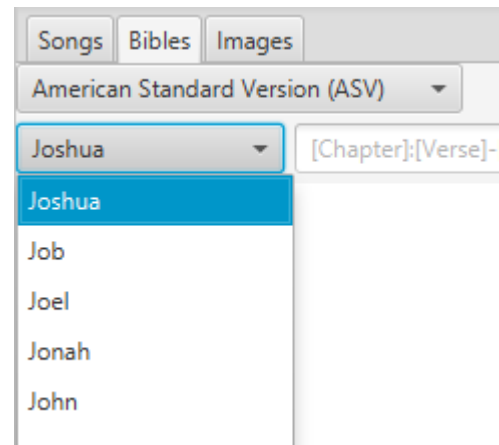 Songs Bibles Images
American Standard Version (ASV)
Joshua [Chapter]:[Verse]-
Joshua
Job
Joel
Jonah
John